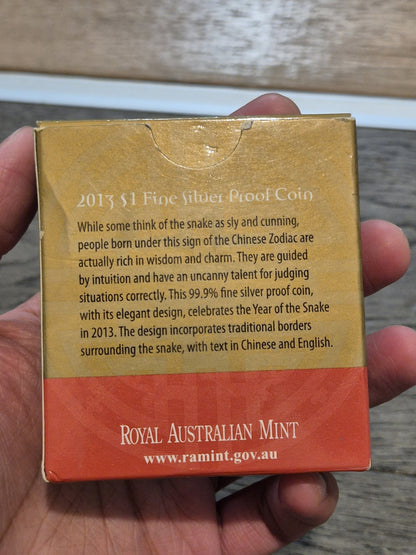 2013 $1 Fine Silver Proof Coin
While some think of the snake as sly and cunning,
people born under this sign of the Chinese Zodiac are
actually rich in wisdom and charm. They are guided
by intuition and have an uncanny talent for judging
situations correctly. This 99.9% fine silver proof coin,
with its elegant design, celebrates the Year of the Snake
in 2013. The design incorporates traditional borders
surrounding the snake, with text in Chinese and English.
ROYAL AUSTRALIAN MINT
www.ramint.gov.au